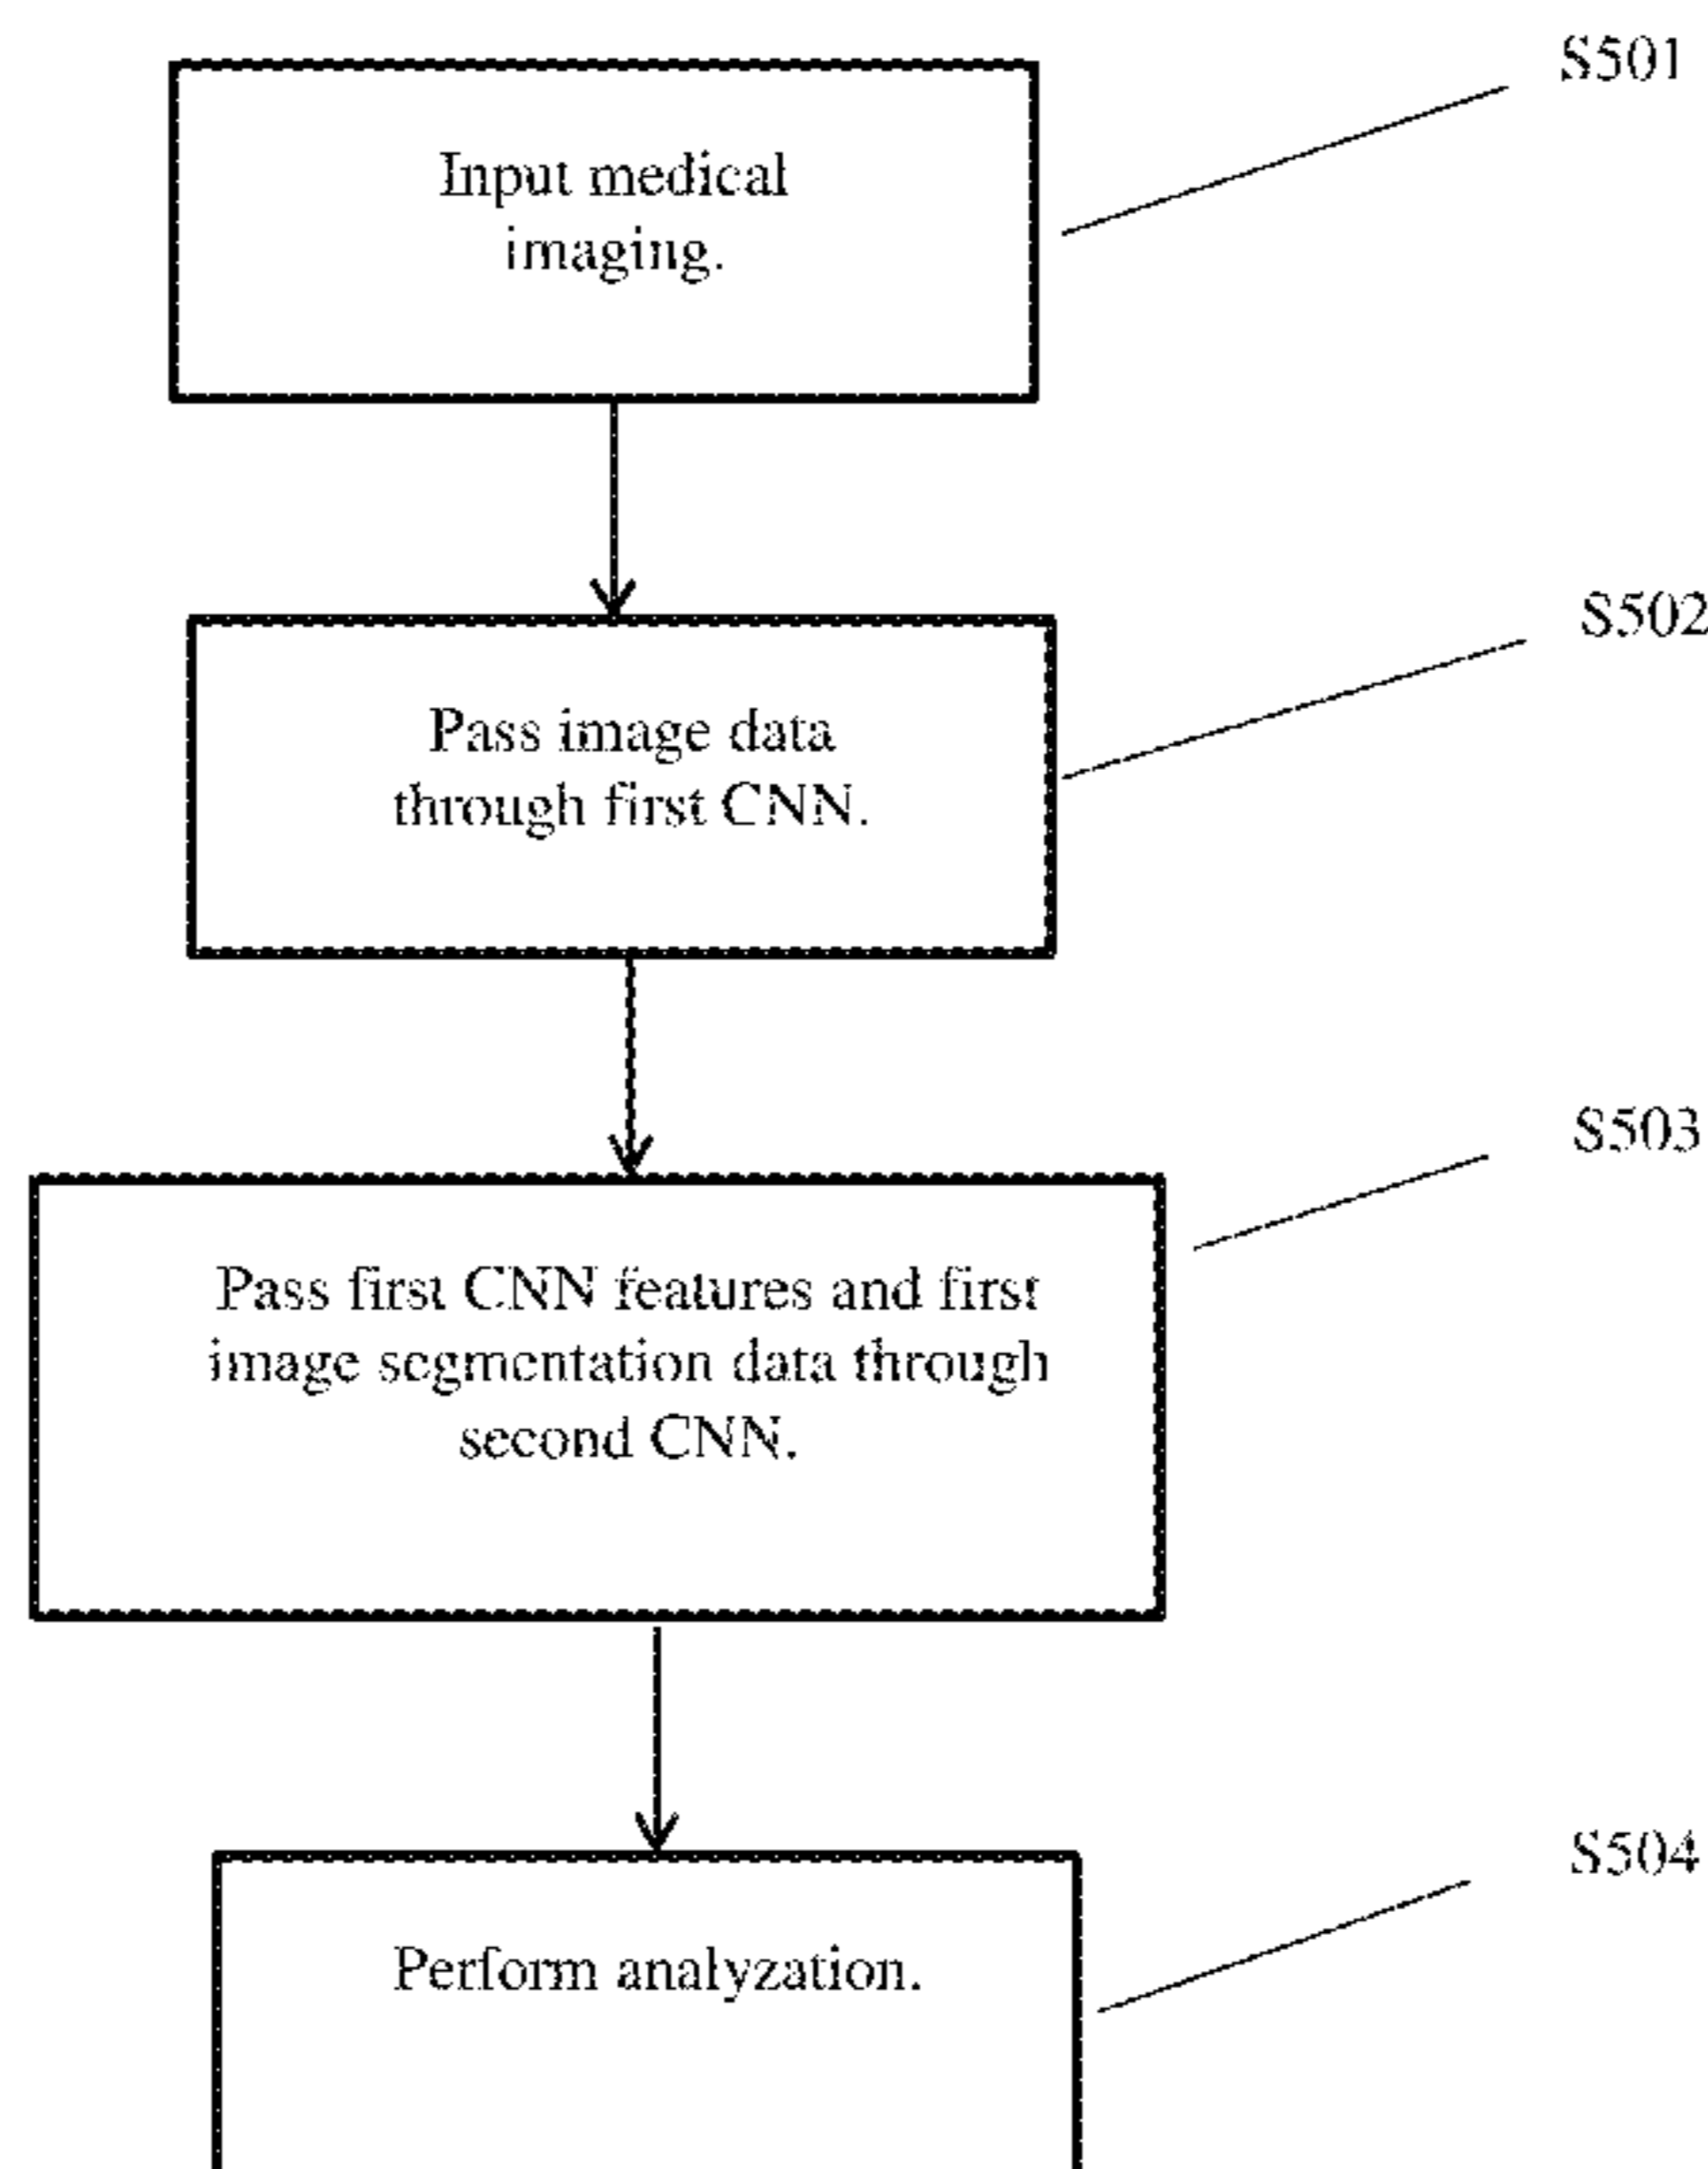 S501
Input medical
imaging.
S502
Pass image data
through first CNN.
S503
Pass first CNN features and first
image segmentation data through
second CNN.
S504
Perform analyzation.